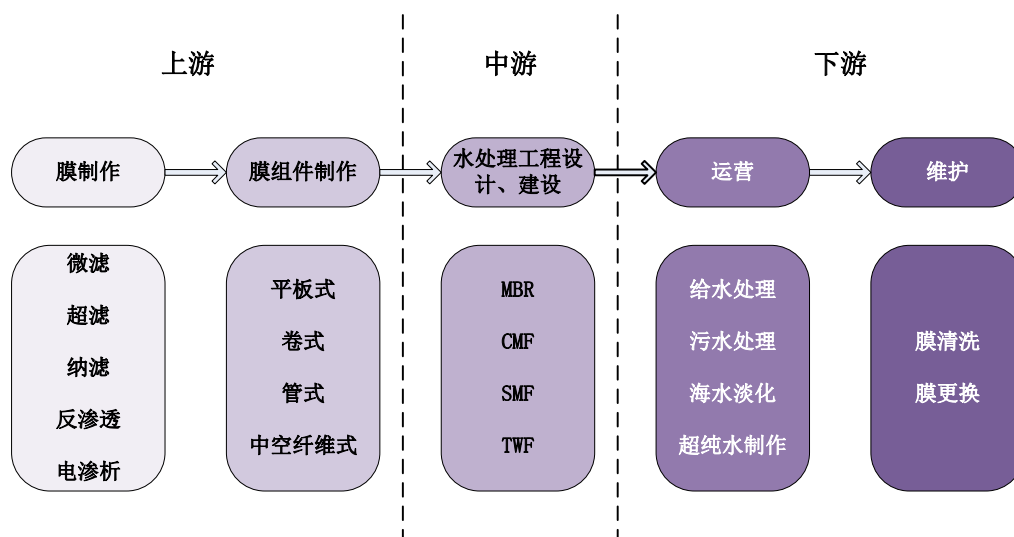 上游
中游
下游
膜制作
膜组件制作
水处理工程设
计、建设
运营
维护
微滤
超滤
纳滤
反渗透
电渗析
平板式
卷式
管式
中空纤维式
MBR
CMF
SMF
TWF
给水处理
污水处理
海水淡化
超纯水制作
膜清洗
膜更换